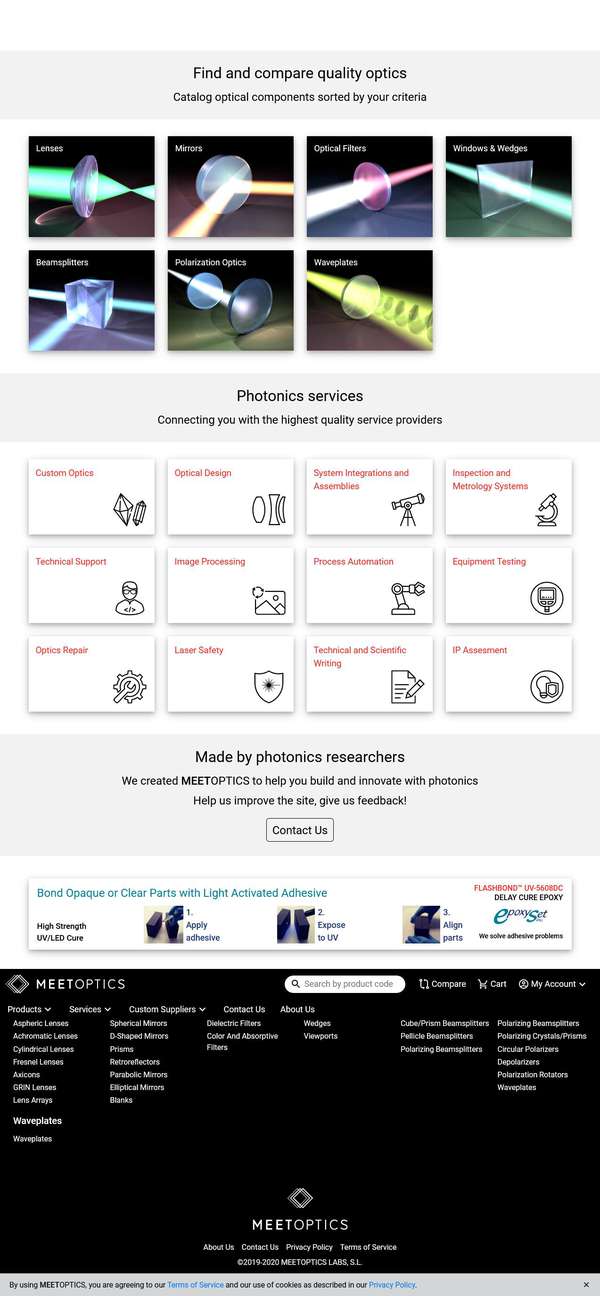 Find and compare quality optics
Catalog optical components sorted by your criteria
Lenses
Mirrors
Optical Filters
Windows & Wedges
Beamsplitters
Polarization Optics
Waveplates
Photonics services
Connecting you with the highest quality service providers
Custom Optics
Optical Design
System Integrations and
Assemblies
Inspection and
Metrology Systems
Technical Support
Image Processing
Process Automation
Equipment Testing
Optics Repair
Laser Safety
Technical and Scientific
Writing
IP Assesment
Made by photonics researchers
We created MEETOPTICS to help you build and innovate with photonics
Help us improve the site, give us feedback!
Contact Us
Bond Opaque or Clear Parts with Light Activated Adhesive
High Strength
UV/LED Cure
1.
Apply
adhesive
2.
Expose
to UV
3.
Align
parts
FLASHBOND™ UV-5608DC
DELAY CURE EPOXY
epoxySet
We solve adhesive problems
MEETOPTICS
Search by product code
Compare
Cart
My Account
Products
Services
Custom Suppliers
Contact Us
About Us
Aspheric Lenses
Achromatic Lenses
Cylindrical Lenses
Fresnel Lenses
Axicons
GRIN Lenses
Lens Arrays
Spherical Mirrors
D-Shaped Mirrors
Prisms
Retroreflectors
Parabolic Mirrors
Elliptical Mirrors
Blanks
Dielectric Filters
Color And Absorptive
Filters
Wedges
Viewports
Cube/Prism Beamsplitters
Pellicle Beamsplitters
Polarizing Beamsplitters
Polarizing Beamsplitters
Polarizing Crystals/Prisms
Circular Polarizers
Depolarizers
Polarization Rotators
Waveplates
Waveplates
Waveplates
MEETOPTICS
About Us
Contact Us
Privacy Policy
Terms of Service
©2019-2020 MEETOPTICS LABS, S.L.
By using MEETOPTICS, you are agreeing to our Terms of Service and our use of cookies as described in our Privacy Policy.
×